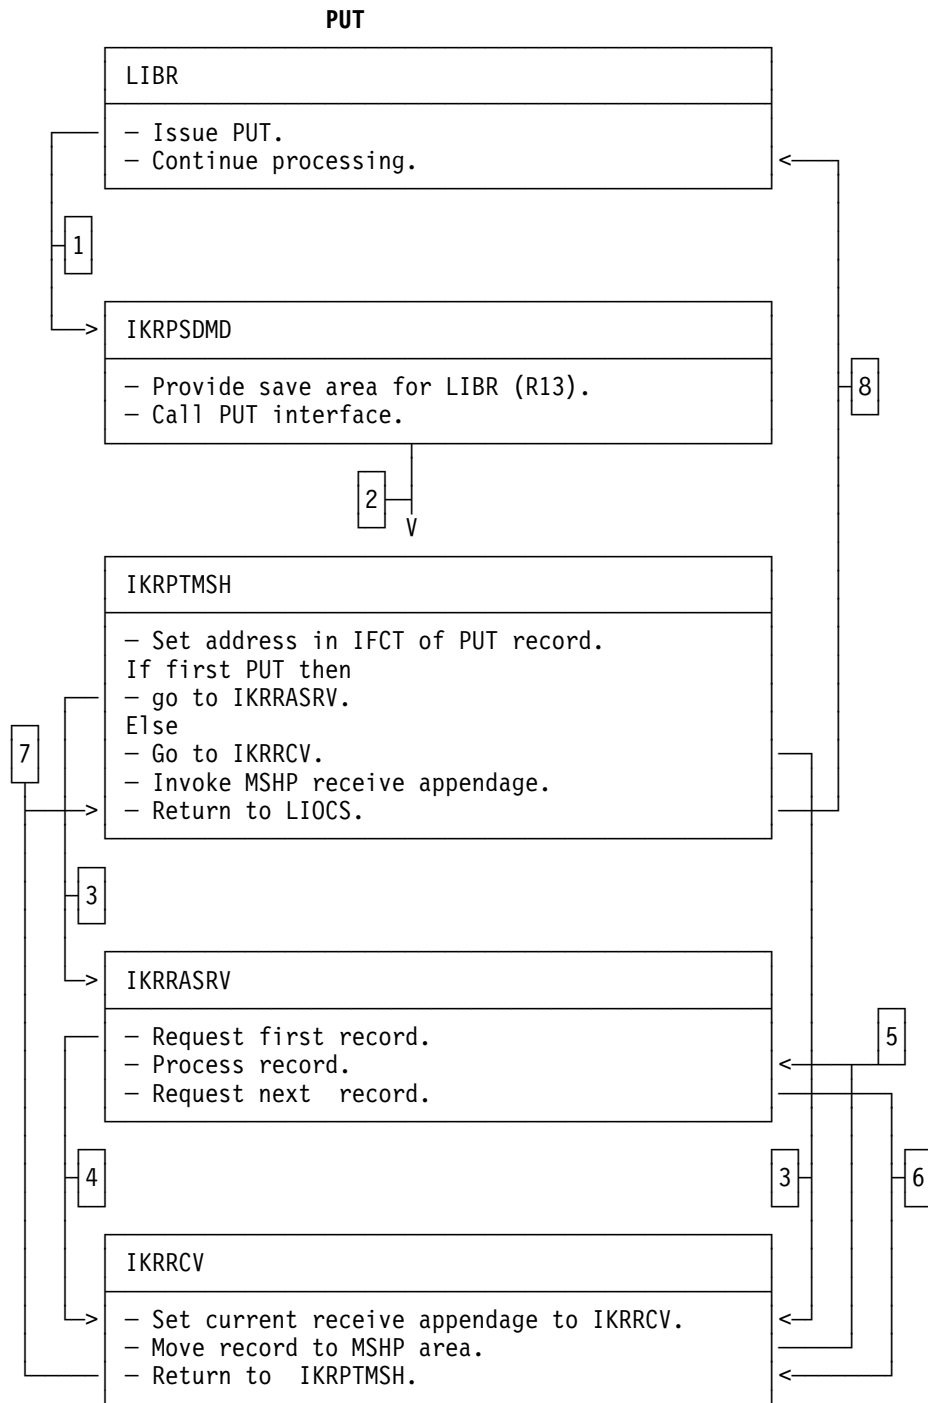 PUT
LIBR
– Issue PUT.
– Continue processing.
1
IKRPSDMD
– Provide save area for LIBR (R13).
– Call PUT interface.
8
2
V
IKRPTMSH
– Set address in IFCT of PUT record.
If first PUT then
– go to IKRRASRV.
Else
7
– Go to IKRRCV.
– Invoke MSHP receive appendage.
– Return to LIOCS.
3
IKRRASRV
– Request first record.
5
– Process record.
– Request next  record.
4
3
6
IKRRCV
– Set current receive appendage to IKRRCV.
– Move record to MSHP area.
– Return to  IKRPTMSH.